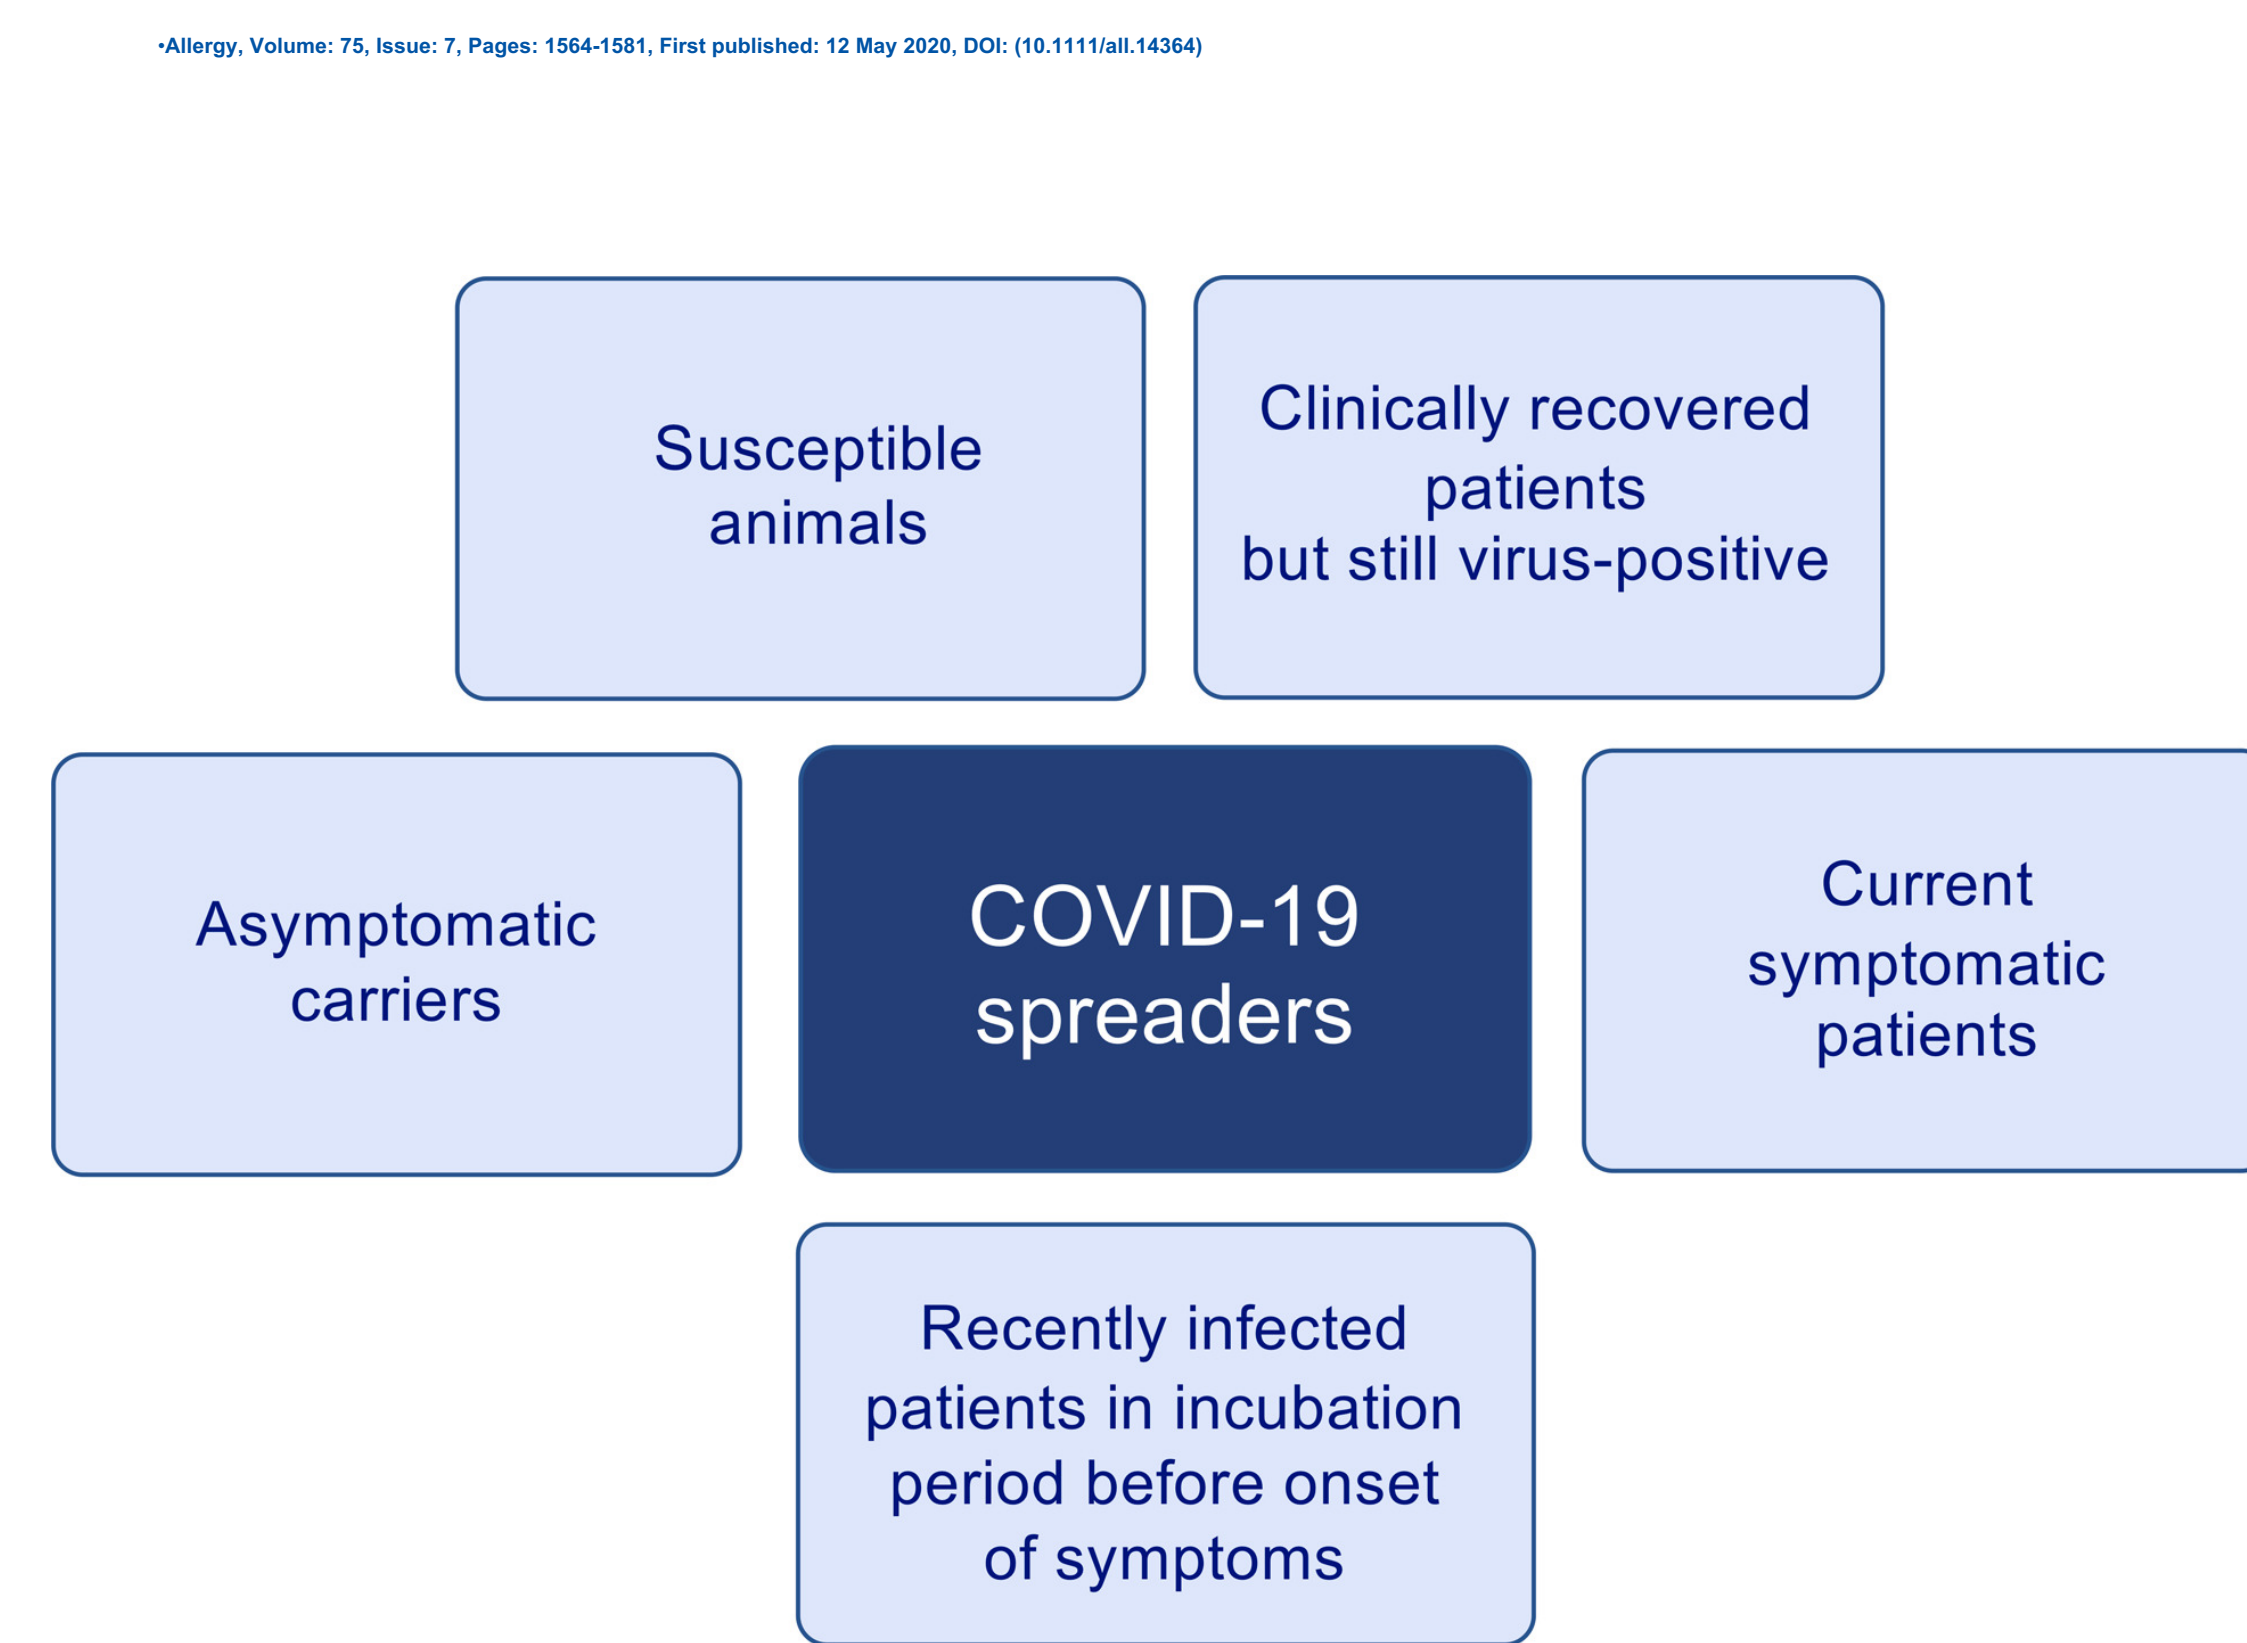 •Allergy, Volume: 75, Issue: 7, Pages: 1564-1581, First published: 12 May 2020, DOI: (10.1111/all.14364)
Susceptible
animals
Clinically recovered
patients
but still virus-positive
Asymptomatic
carriers
COVID-19
spreaders
Current
symptomatic
patients
Recently infected
patients in incubation
period before onset
of symptoms